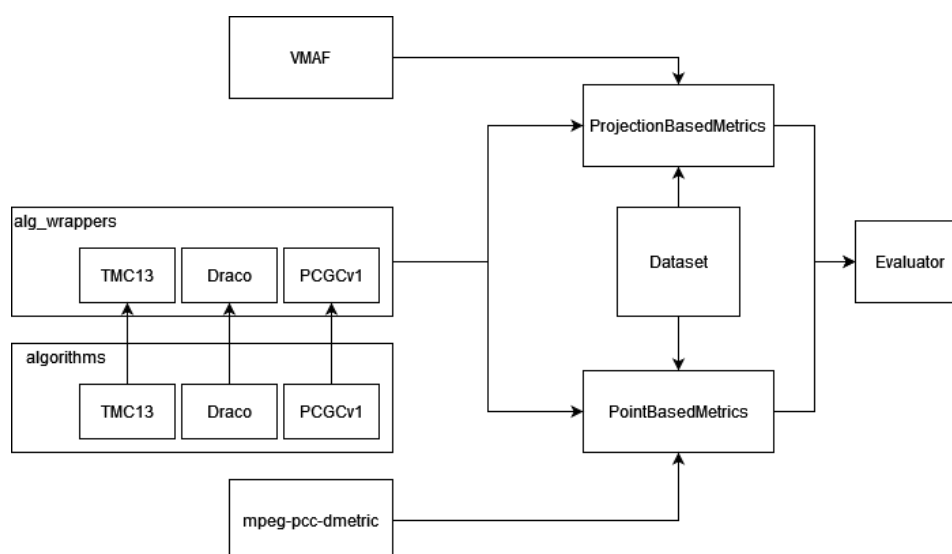 VMAF
ProjectionBasedMetrics
alg_wrappers
TMC13
Draco
PCGCv1
Dataset
Evaluator
algorithms
TMC13
Draco
PCGCv1
PointBasedMetrics
mpeg-pcc-dmetric